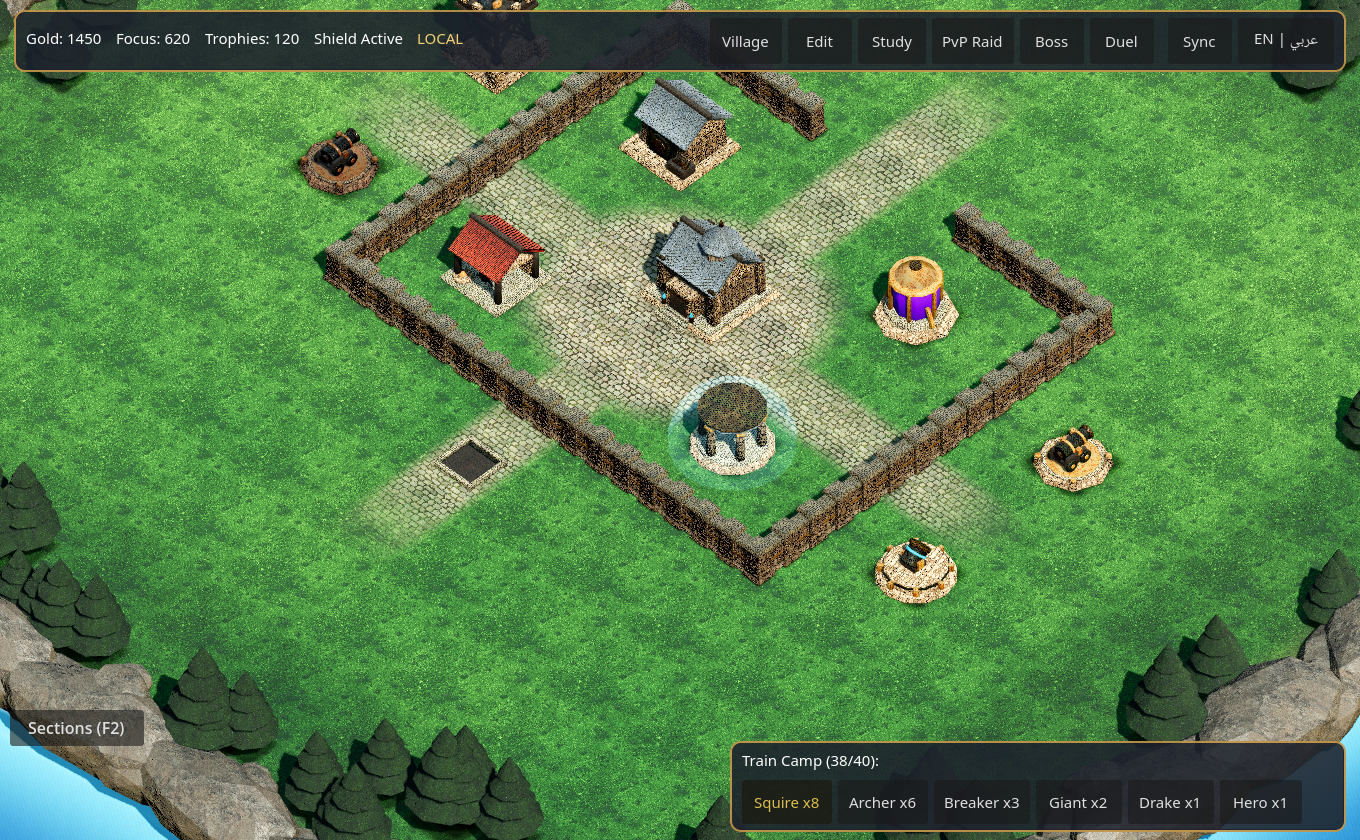 Gold: 1450 Focus: 620 Trophies: 120 Shield Active LOCAL
Village Edit Study PvP Raid Boss Duel Sync EN | عربي
Sections (F2)
Train Camp (38/40):
Squire x8 Archer x6 Breaker x3 Giant x2 Drake x1 Hero x1